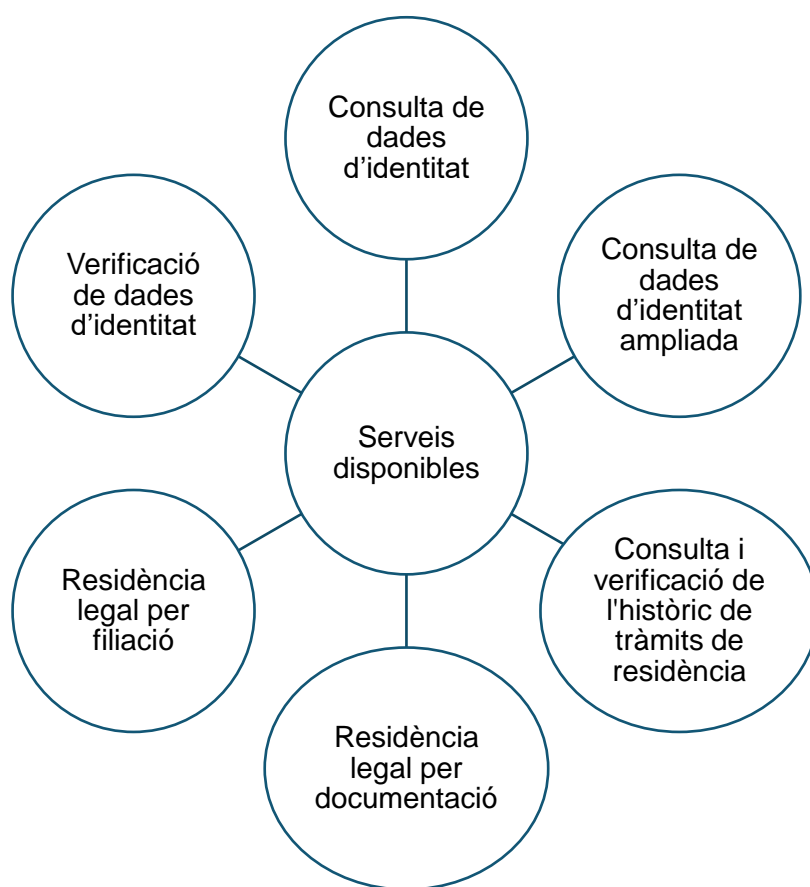 Consulta de
dades
d’identitat
Consulta de
dades
d’identitat
ampliada
Consulta i
verificació de
l'històric de
tràmits de
residència
Residència
legal per
documentació
Residència
legal per
filiació
Verificació
de dades
d’identitat
Serveis
disponibles